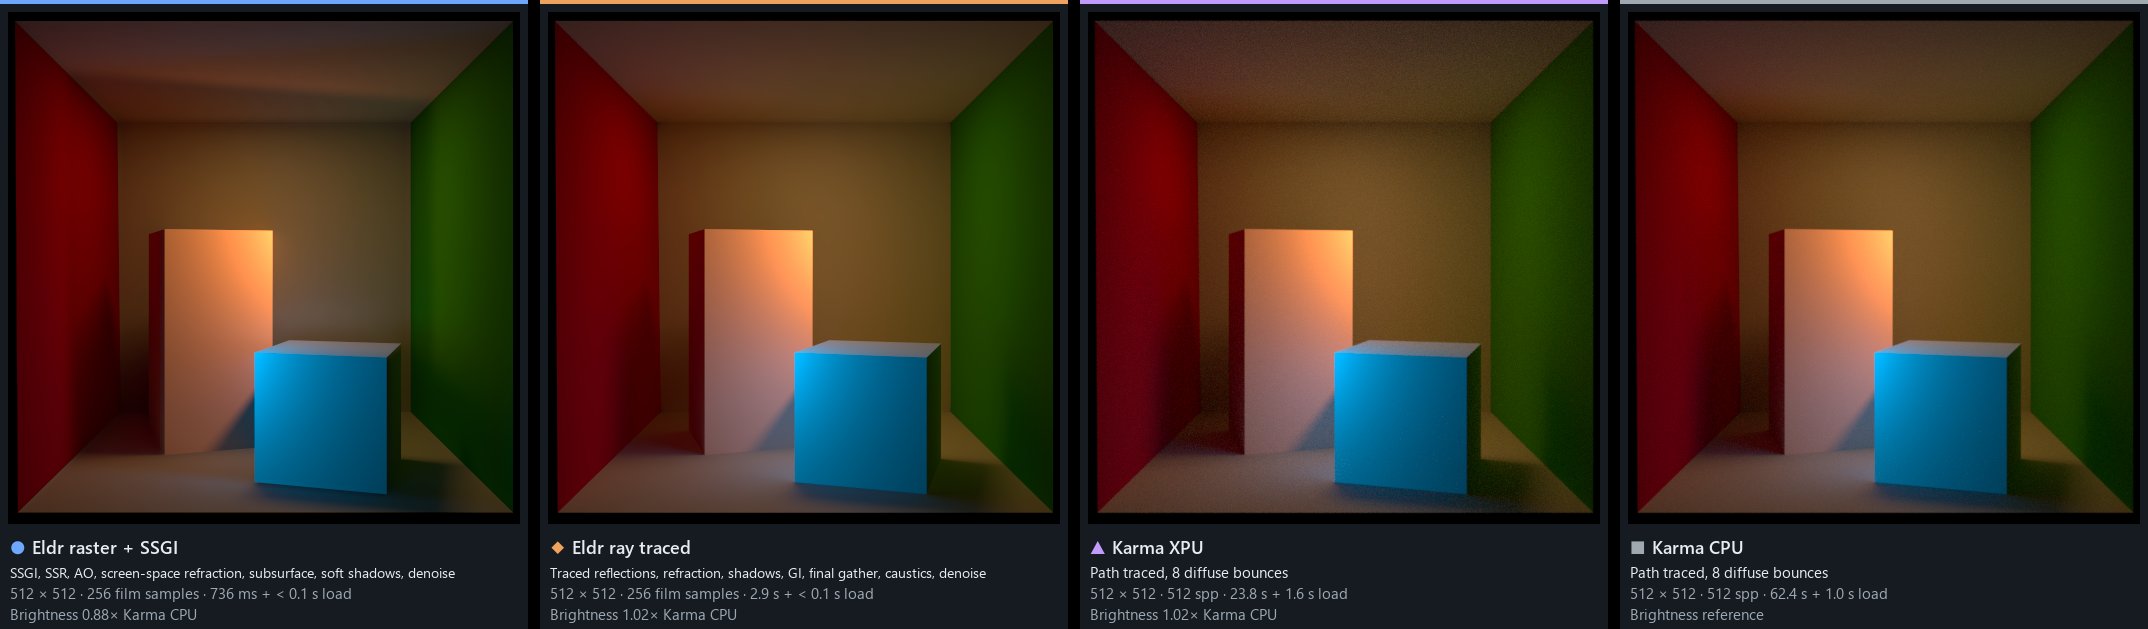 Eldr raster + SSGI
SSGI, SSR, AO, screen-space refraction, subsurface, soft shadows, denoise
512 × 512 · 256 film samples · 736 ms + < 0.1 s load
Brightness 0.88× Karma CPU
Eldr ray traced
Traced reflections, refraction, shadows, GI, final gather, caustics, denoise
512 × 512 · 256 film samples · 2.9 s + < 0.1 s load
Brightness 1.02× Karma CPU
Karma XPU
Path traced, 8 diffuse bounces
512 × 512 · 512 spp · 23.8 s + 1.6 s load
Brightness 1.02× Karma CPU
Karma CPU
Path traced, 8 diffuse bounces
512 × 512 · 512 spp · 62.4 s + 1.0 s load
Brightness reference